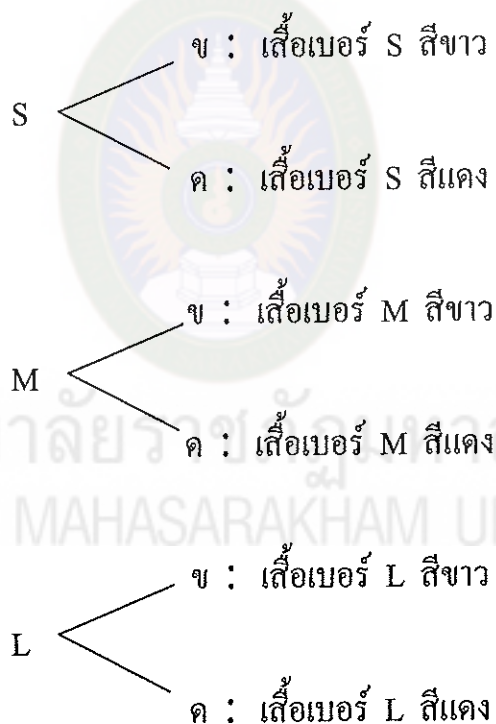 ข : เสื้อเบอร์ S สีขาว
S
ด : เสื้อเบอร์ S สีแดง
ข : เสื้อเบอร์ M สีขาว
M
ด : เสื้อเบอร์ M สีแดง
MAHASARAKHAM
ข : เสื้อเบอร์ L สีขาว
L
ด : เสื้อเบอร์ L สีแดง